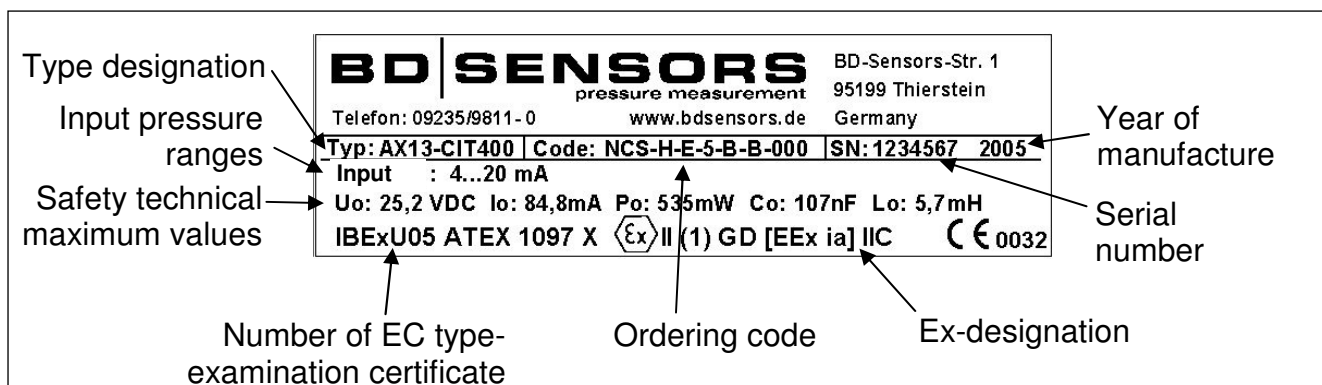 Type designation
Input pressure
ranges
Safety technical
maximum values
BD SENSORS
pressure measurement
BD-Sensors-Str. 1
95199 Thierstein
Telefon: 09235/9811- 0 www.bdsensors.de Germany
Typ: AX13-CIT400 Code: NCS-H-E-5-B-B-000 SN: 1234567 2005
Input : 4...20 mA
Uo: 25,2 VDC Io: 84,8mA Po: 535mW Co: 107nF Lo: 5,7mH
IBExU05 ATEX 1097 X Ex II (1) GD [EEx ia] IIC CE 0032
Year of
manufacture
Serial
number
Number of EC type-
examination certificate
Ordering code
Ex-designation